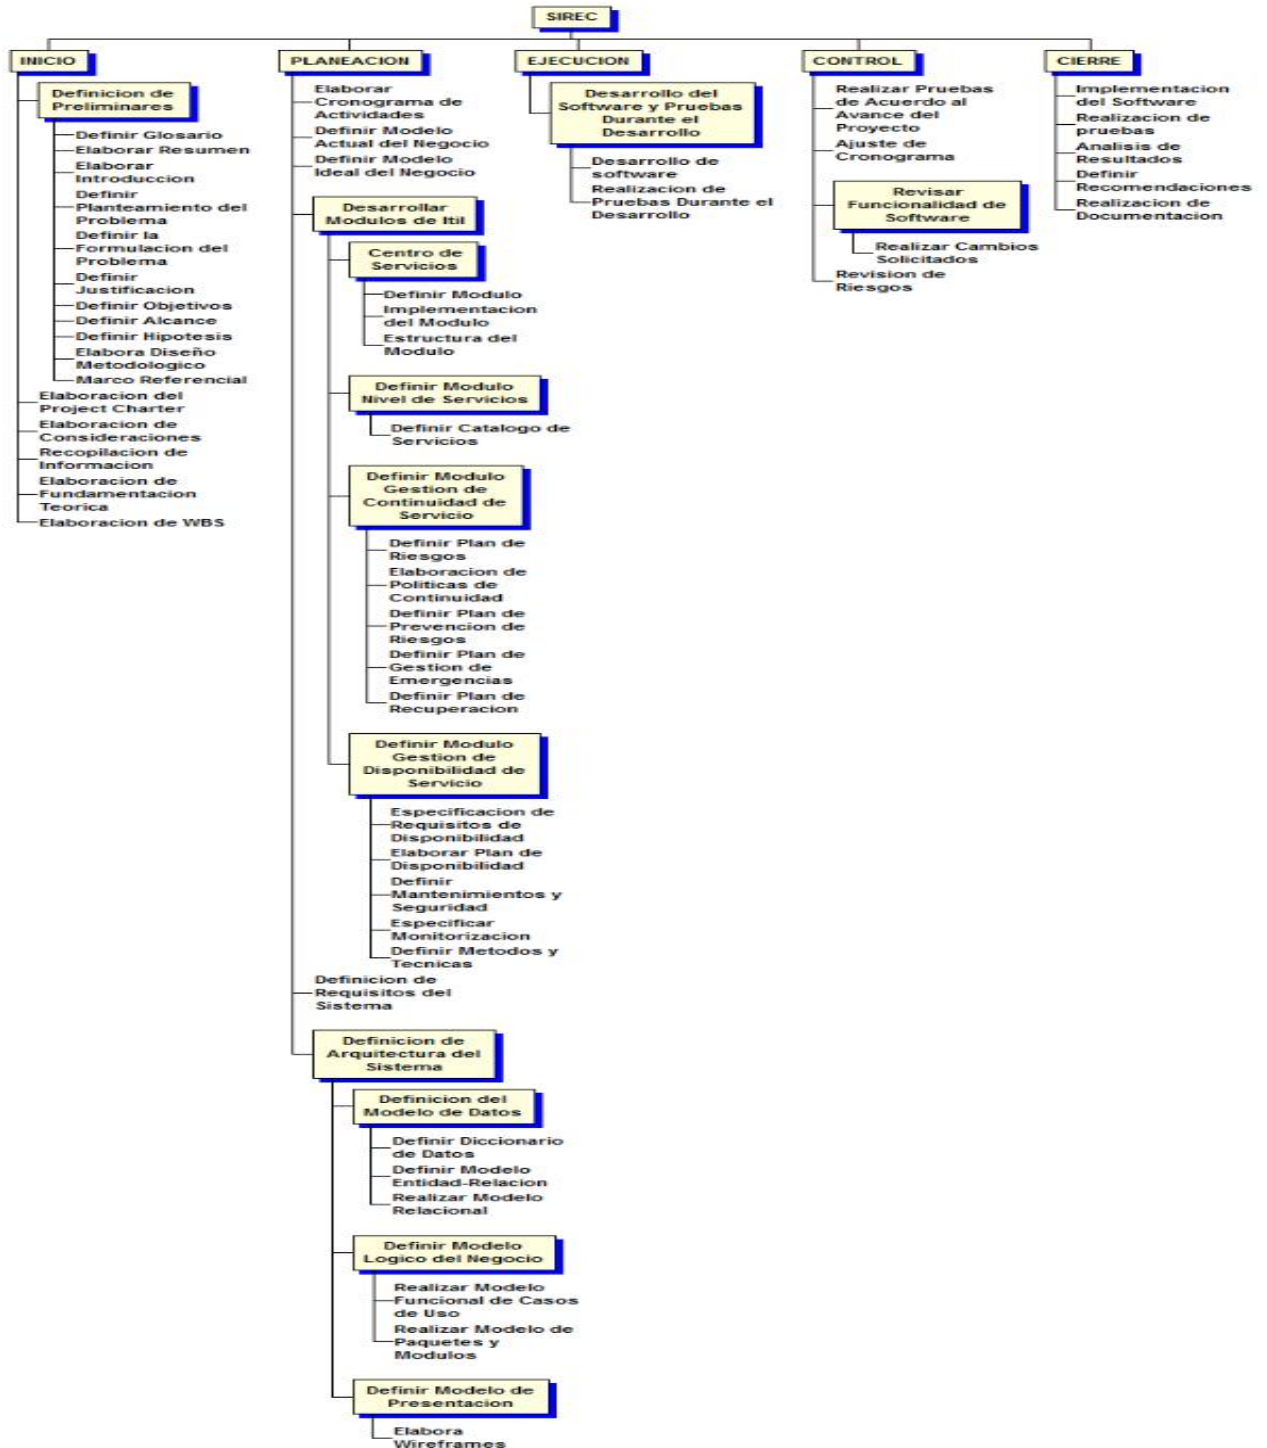 SIREC
INICIO
Definicion de
Preliminares
Definir Glosario
Elaborar Resumen
Elaborar
Introduccion
Definir
Planteamiento del
Problema
Definir la
Formulacion del
Problema
Definir
Justificacion
Definir Objetivos
Definir Alcance
Definir Hipotesis
Elabora Diseño
Metodologico
Marco Referencial
Elaboracion del
Project Charter
Elaboracion de
Consideraciones
Recopilacion de
Informacion
Elaboracion de
Fundamentacion
Teorica
Elaboracion de WBS
PLANEACION
Elaborar
Cronograma de
Actividades
Definir Modelo
Actual del Negocio
Definir Modelo
Ideal del Negocio
Desarrollar
Modulos de Itil
Centro de
Servicios
Definir Modulo
Implementacion
del Modulo
Estructura del
Modulo
Definir Modulo
Nivel de Servicios
Definir Catalogo de
Servicios
Definir Modulo
Gestion de
Continuidad de
Servicio
Definir Plan de
Riesgos
Elaboracion de
Politicas de
Continuidad
Definir Plan de
Prevencion de
Riesgos
Definir Plan de
Gestion de
Emergencias
Definir Plan de
Recuperacion
Definir Modulo
Gestion de
Disponibilidad de
Servicio
Especificacion de
Requisitos de
Disponibilidad
Elaborar Plan de
Disponibilidad
Definir
Mantenimientos y
Seguridad
Especificar
Monitorizacion
Definir Metodos y
Tecnicas
Definicion de
Requisitos del
Sistema
Definicion de
Arquitectura del
Sistema
Definicion del
Modelo de Datos
Definir Diccionario
de Datos
Definir Modelo
Entidad-Relacion
Realizar Modelo
Relacional
Definir Modelo
Logico del Negocio
Realizar Modelo
Funcional de Casos
de Uso
Realizar Modelo de
Paquetes y
Modulos
Definir Modelo de
Presentacion
Elabora
Wireframes
EJECUCION
Desarrollo del
Software y Pruebas
Durante el
Desarrollo
Desarrollo de
software
Realizacion de
Pruebas Durante el
Desarrollo
CONTROL
Realizar Pruebas
de Acuerdo al
Avance del
Proyecto
Ajuste de
Cronograma
Revisar
Funcionalidad de
Software
Realizar Cambios
Solicitados
Revision de
Riesgos
CIERRE
Implementacion
del Software
Realizacion de
pruebas
Analisis de
Resultados
Definir
Recomendaciones
Realizacion de
Documentacion